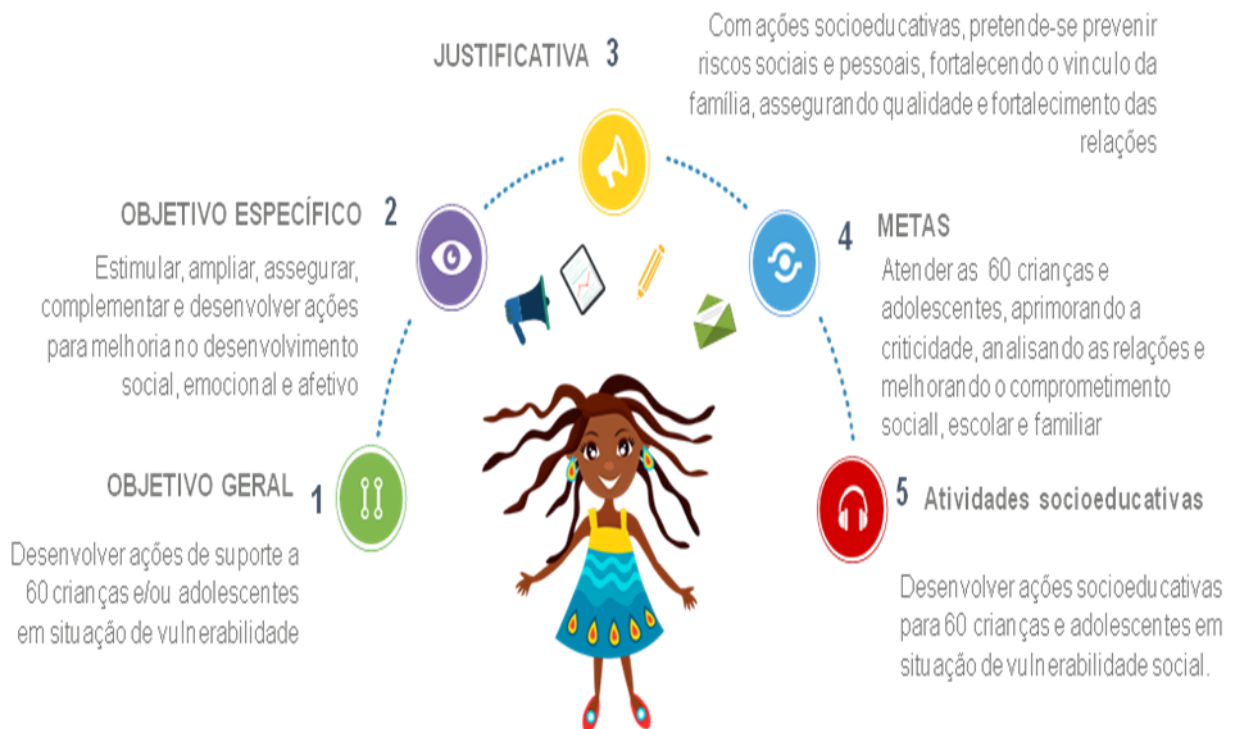 OBJETIVO GERAL 1
Desenvolver ações de suporte a
60 crianças e/ou adolescentes
em situação de vulnerabilidade
OBJETIVO ESPECÍFICO 2
Estimular, ampliar, assegurar,
complementar e desenvolver ações
para melhoria no desenvolvimento
social, emocional e afetivo
JUSTIFICATIVA 3
Com ações socioeducativas, pretende-se prevenir
riscos sociais e pessoais, fortalecendo o vinculo da
família, assegurando qualidade e fortalecimento das
relações
4 METAS
Atender as 60 crianças e
adolescentes, aprimorando a
criticidade, analisando as relações e
melhorando o comprometimento
sociall, escolar e familiar
5 Atividades socioeducativas
Desenvolver ações socioeducativas
para 60 crianças e adolescentes em
situação de vulnerabilidade social.